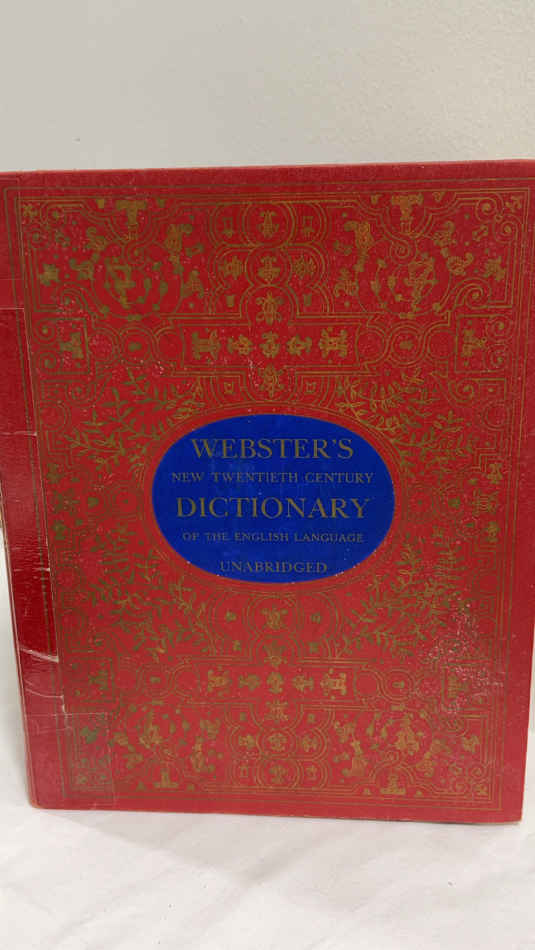 WEBSTER'S
NEW TWENTIETH CENTURY
DICTIONARY
OF THE ENGLISH LANGUAGE
UNABRIDGED